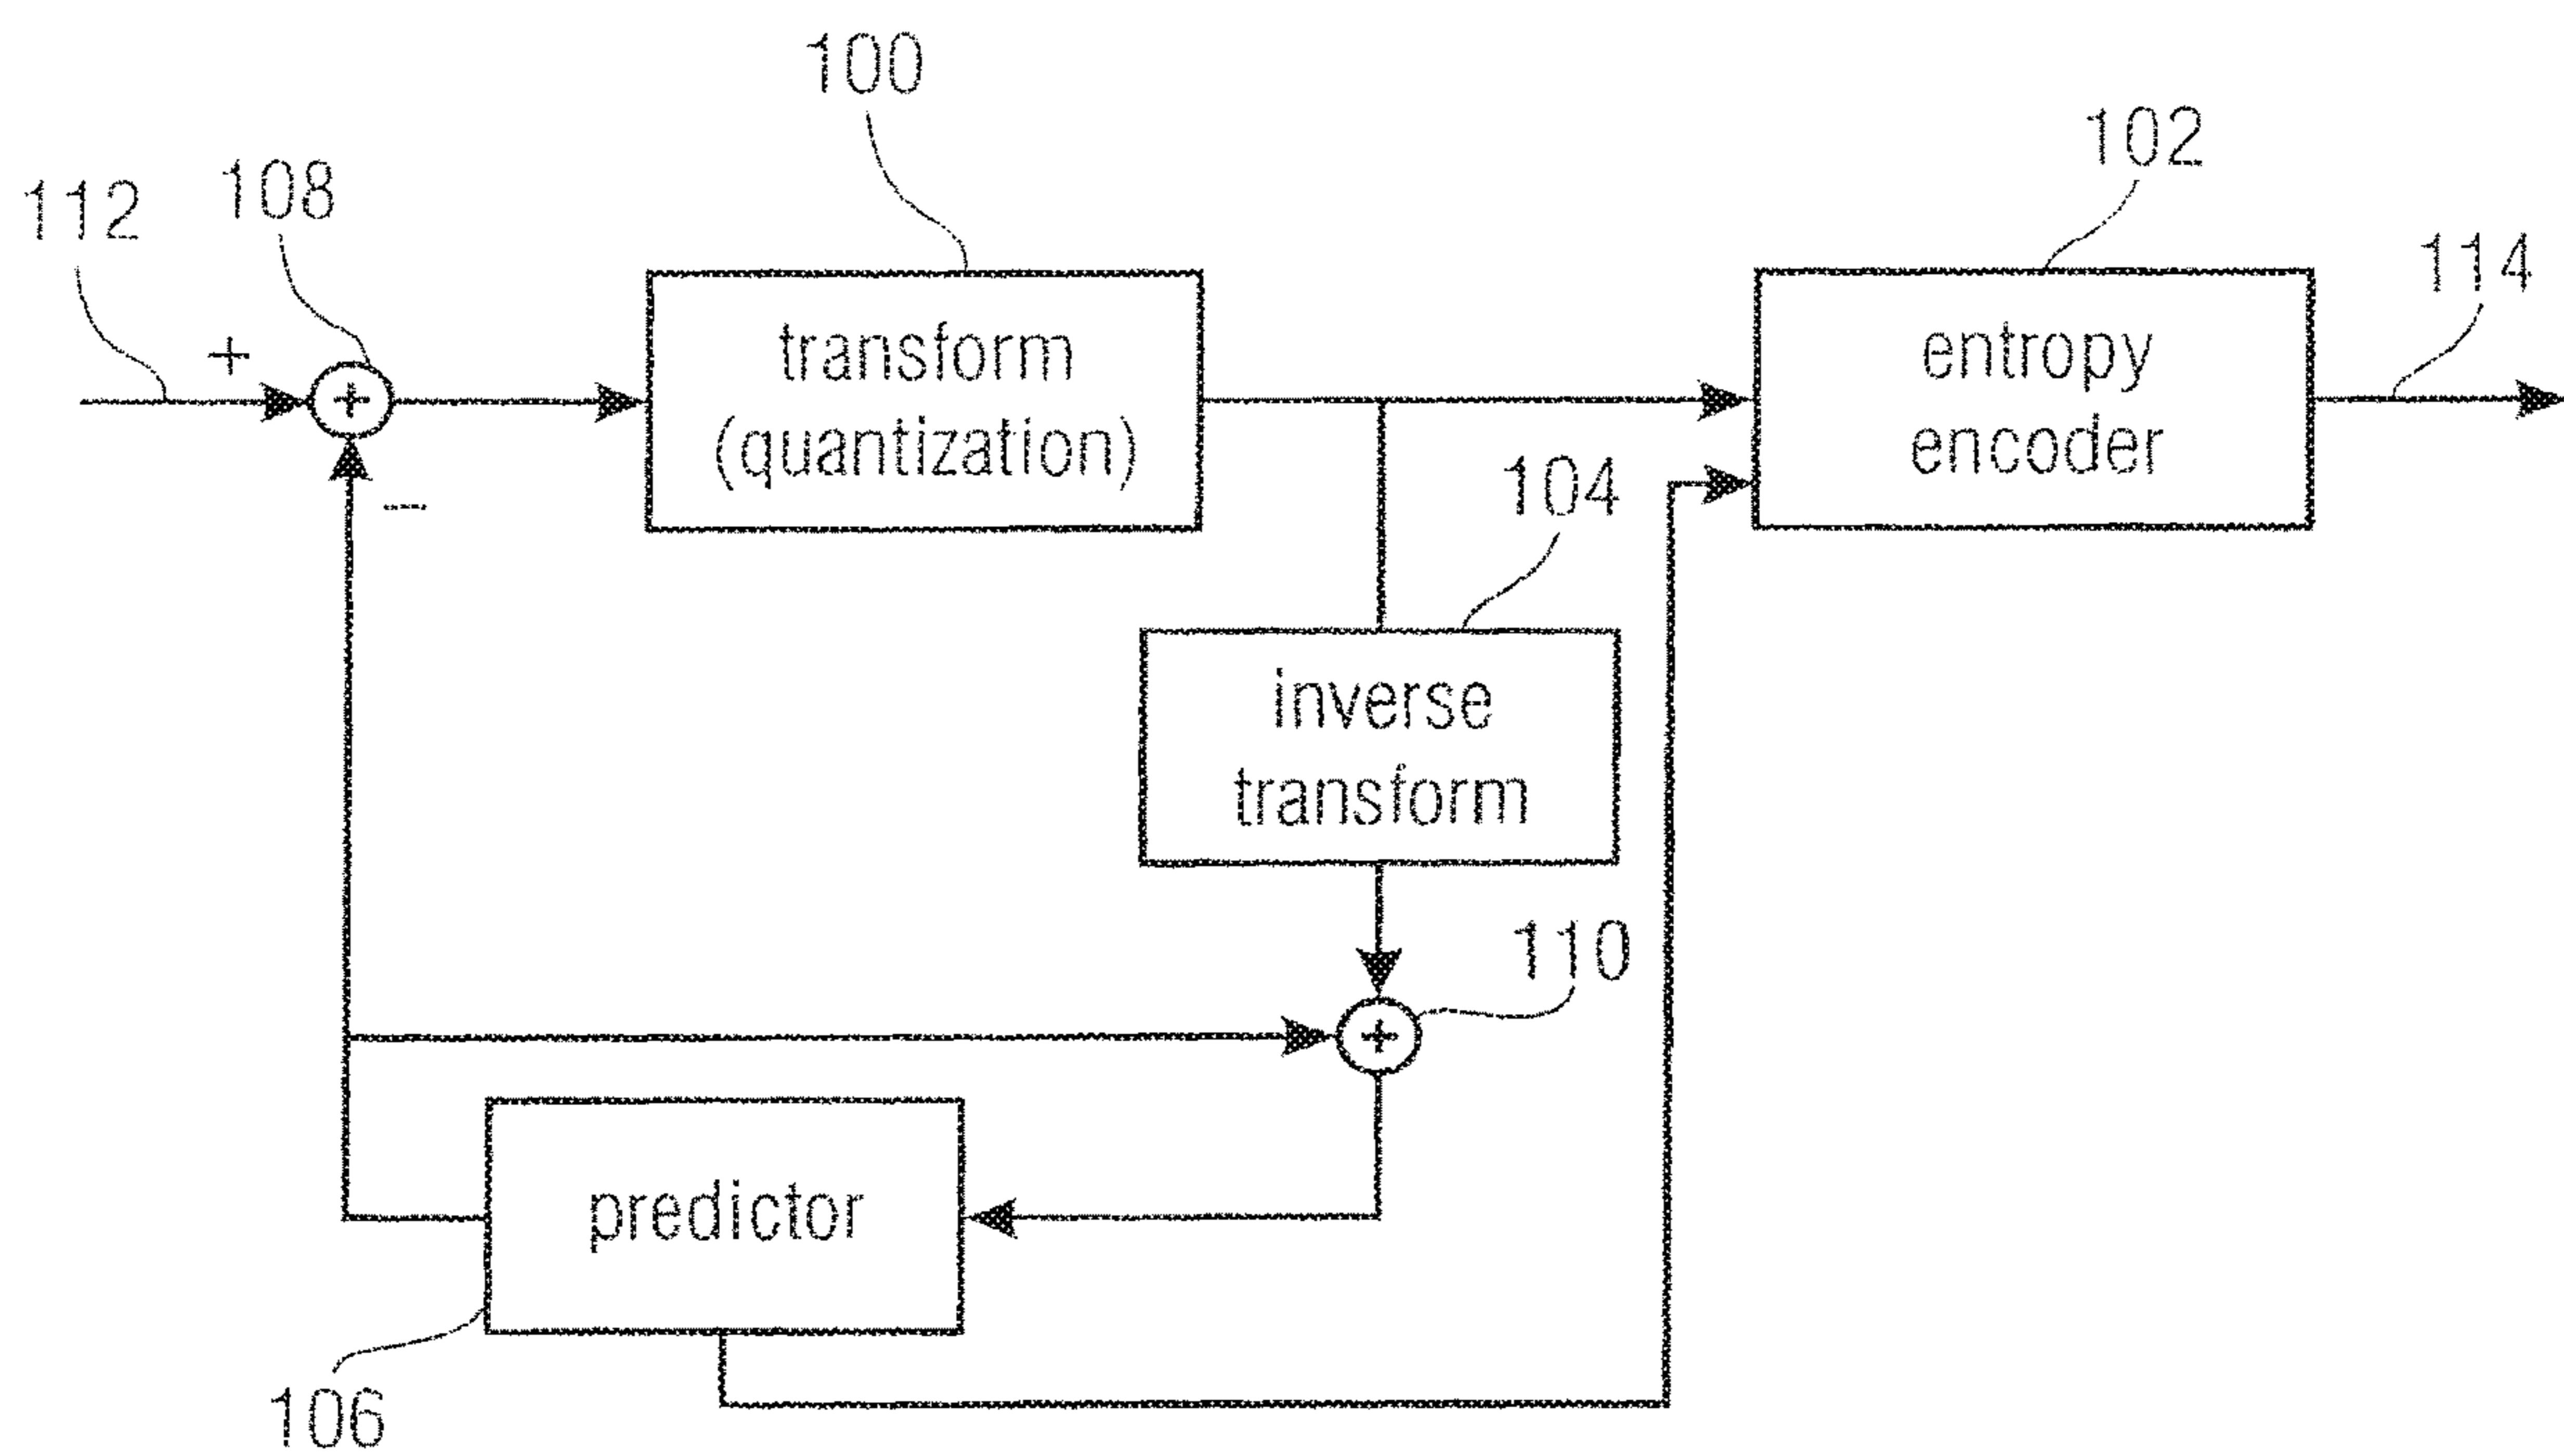 100
102
112
108
114
+
+
transform
(quantization)
entropy
encoder
104
–
inverse
transform
110
+
predictor
106